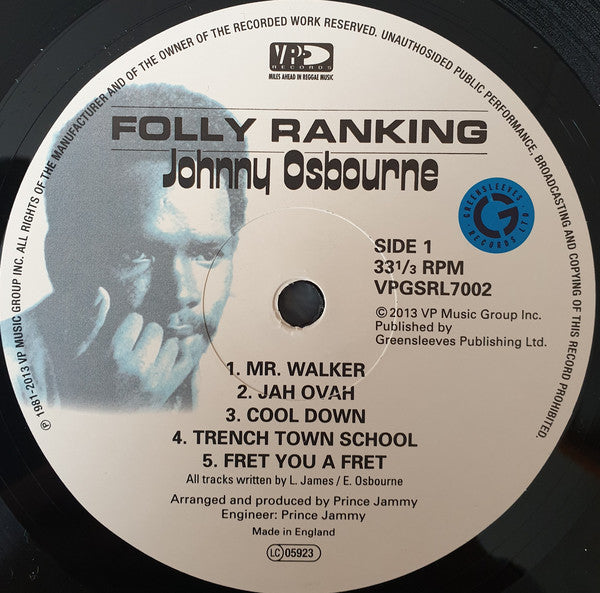 ℗ 1981-2013 VP MUSIC GROUP INC. ALL RIGHTS OF THE MANUFACTURER AND OF THE OWNER OF THE RECORDED WORK RESERVED. UNAUTHOSIDED PUBLIC PERFORMANCE, BROADCASTING AND COPYING OF THIS RECORD PROHIBITED.
VP
RECORDS
MILES AHEAD IN REGGAE MUSIC
FOLLY RANKING
Johnny Osbourne
GREENSLEEVES
RECORDS LTD
G
SIDE 1
33 1/3 RPM
VPGSRL7002
©2013 VP Music Group Inc.
Published by
Greensleeves Publishing Ltd.
1. MR. WALKER
2. JAH OVAH
3. COOL DOWN
4. TRENCH TOWN SCHOOL
5. FRET YOU A FRET
All tracks written by L. James / E. Osbourne
Arranged and produced by Prince Jammy
Engineer: Prince Jammy
Made in England
LC 05923